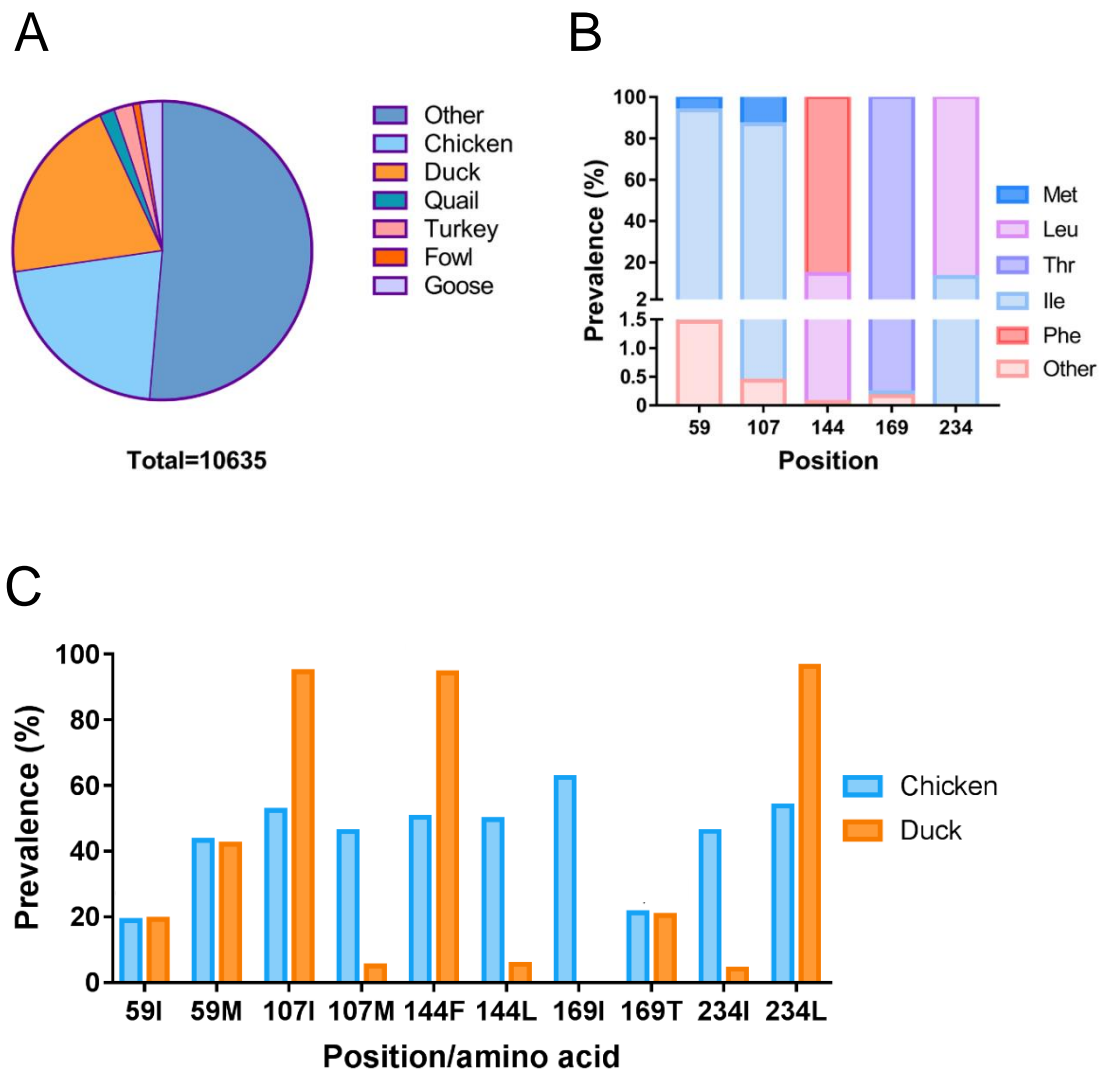 A
Other
Chicken
Duck
Quail
Turkey
Fowl
Goose
Total=10635
B
Prevalence (%)
100
80
60
40
20
2
1.5
1.0
0.5
0
59 107 144 169 234
Position
Met
Leu
Thr
Ile
Phe
Other
C
Prevalence (%)
100
80
60
40
20
0
59I 59M 107I 107M 144F 144L 169I 169T 234I 234L
Position/amino acid
Chicken
Duck